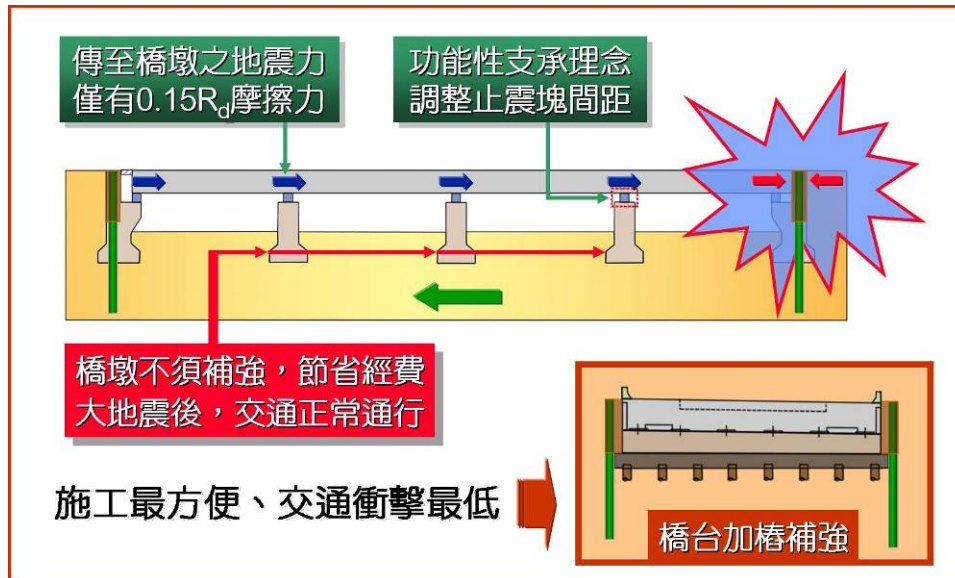 傳至橋墩之地震力
僅有0.15Rd摩擦力
功能性支承理念
調整止震塊間距
橋墩不須補強，節省經費
大地震後，交通正常通行
施工最方便、交通衝擊最低
橋台加樁補強